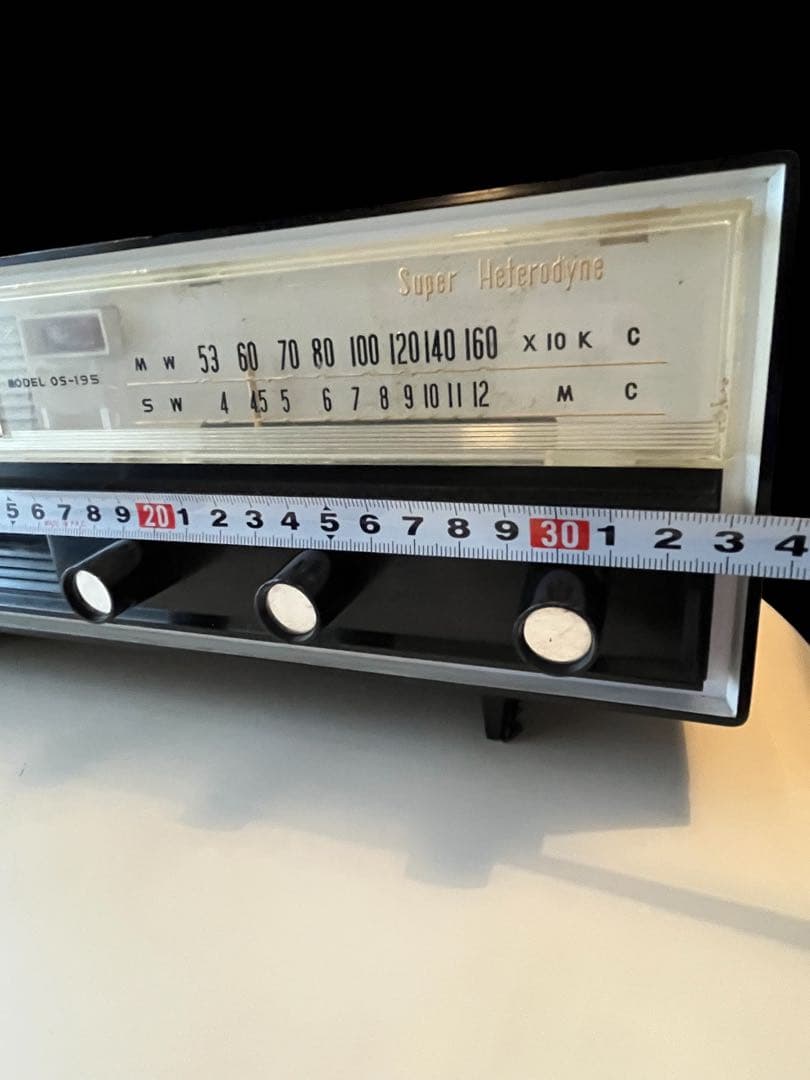 Super Heterodyne
M W 53 60 70 80 100 120 140 160 X 10 K C
MODEL OS-195
S W 4 4.5 5 6 7 8 9 10 11 12 M C
5 6 7 8 9 20 1 2 3 4 5 6 7 8 9 30 1 2 3 4